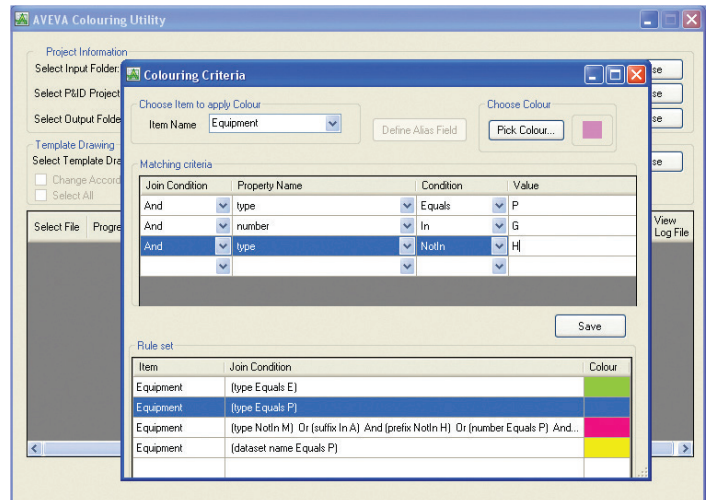 AVEVA Colouring Utility
Project Information
Select Input Folder:
Select P&ID Project
Select Output Folde
Template Drawing
Select Template Dra
Change Accord
Select All
Select File Progre
View
Log File
se
se
se
se
Colouring Criteria
Choose Item to apply Colour
Item Name Equipment
Define Alias Field
Choose Colour
Pick Colour...
Matching criteria
Join Condition Property Name Condition Value
And type Equals P
And number In G
And type NotIn H
Save
Rule set
Item Join Condition Colour
Equipment (type Equals E)
Equipment (type Equals P)
Equipment (type NotIn M) Or (suffix In A) And (prefix NotIn H) Or (number Equals P) And...
Equipment (dataset name Equals P)